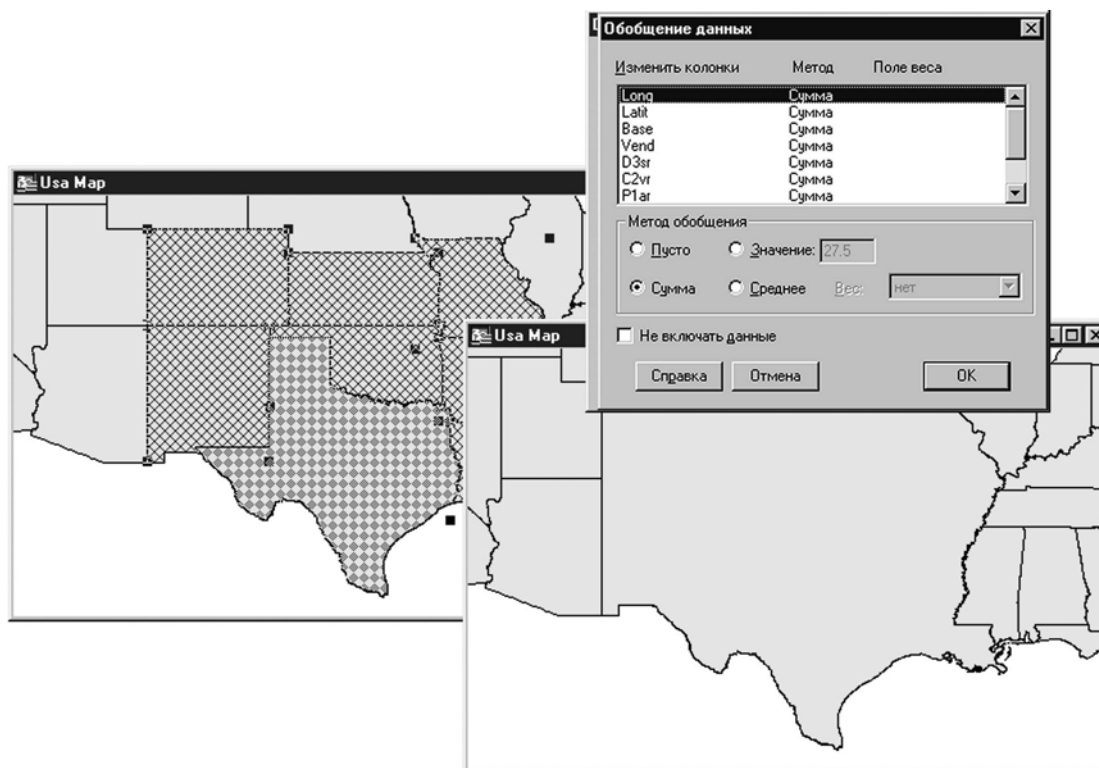 Обобщение данных
Изменить колонки Метод Поле веса
Long Сумма
Latit Сумма
Base Сумма
Vend Сумма
D3sr Сумма
C2vr Сумма
P1ar Сумма
Метод обобщения
Пусто Значение: 27.5
Сумма Среднее Вес: нет
Не включать данные
Справка Отмена OK
Usa Map
Usa Map